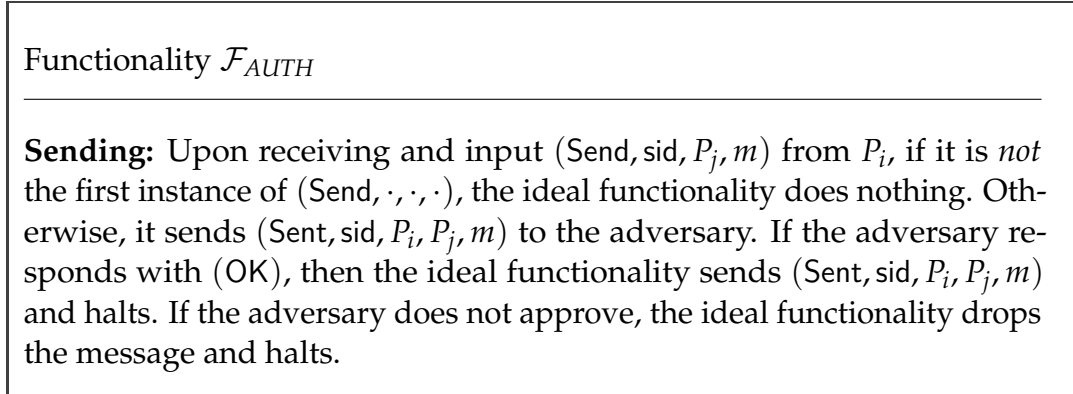 Functionality $\mathcal{F}_{AUTH}$
Sending: Upon receiving and input (Send, sid, $P_j$, $m$) from $P_i$, if it is not
the first instance of (Send, ·, ·, ·), the ideal functionality does nothing. Oth-
erwise, it sends (Sent, sid, $P_i$, $P_j$, $m$) to the adversary. If the adversary re-
sponds with (OK), then the ideal functionality sends (Sent, sid, $P_i$, $P_j$, $m$)
and halts. If the adversary does not approve, the ideal functionality drops
the message and halts.